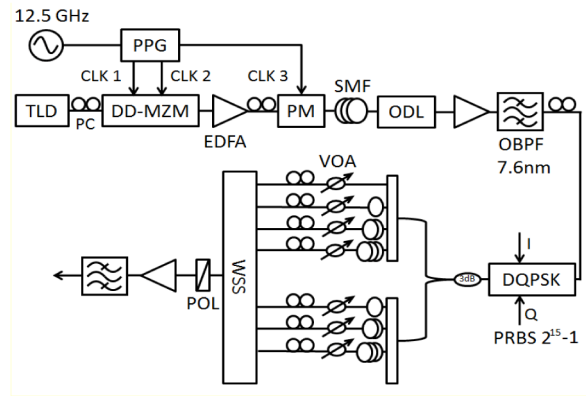 12.5 GHz
PPG
CLK 1
CLK 2
CLK 3
SMF
TLD
PC
DD-MZM
EDFA
PM
ODL
OBPF
7.6nm
VOA
WSS
POL
3dB
I
DQPSK
Q
PRBS 2¹⁵-1